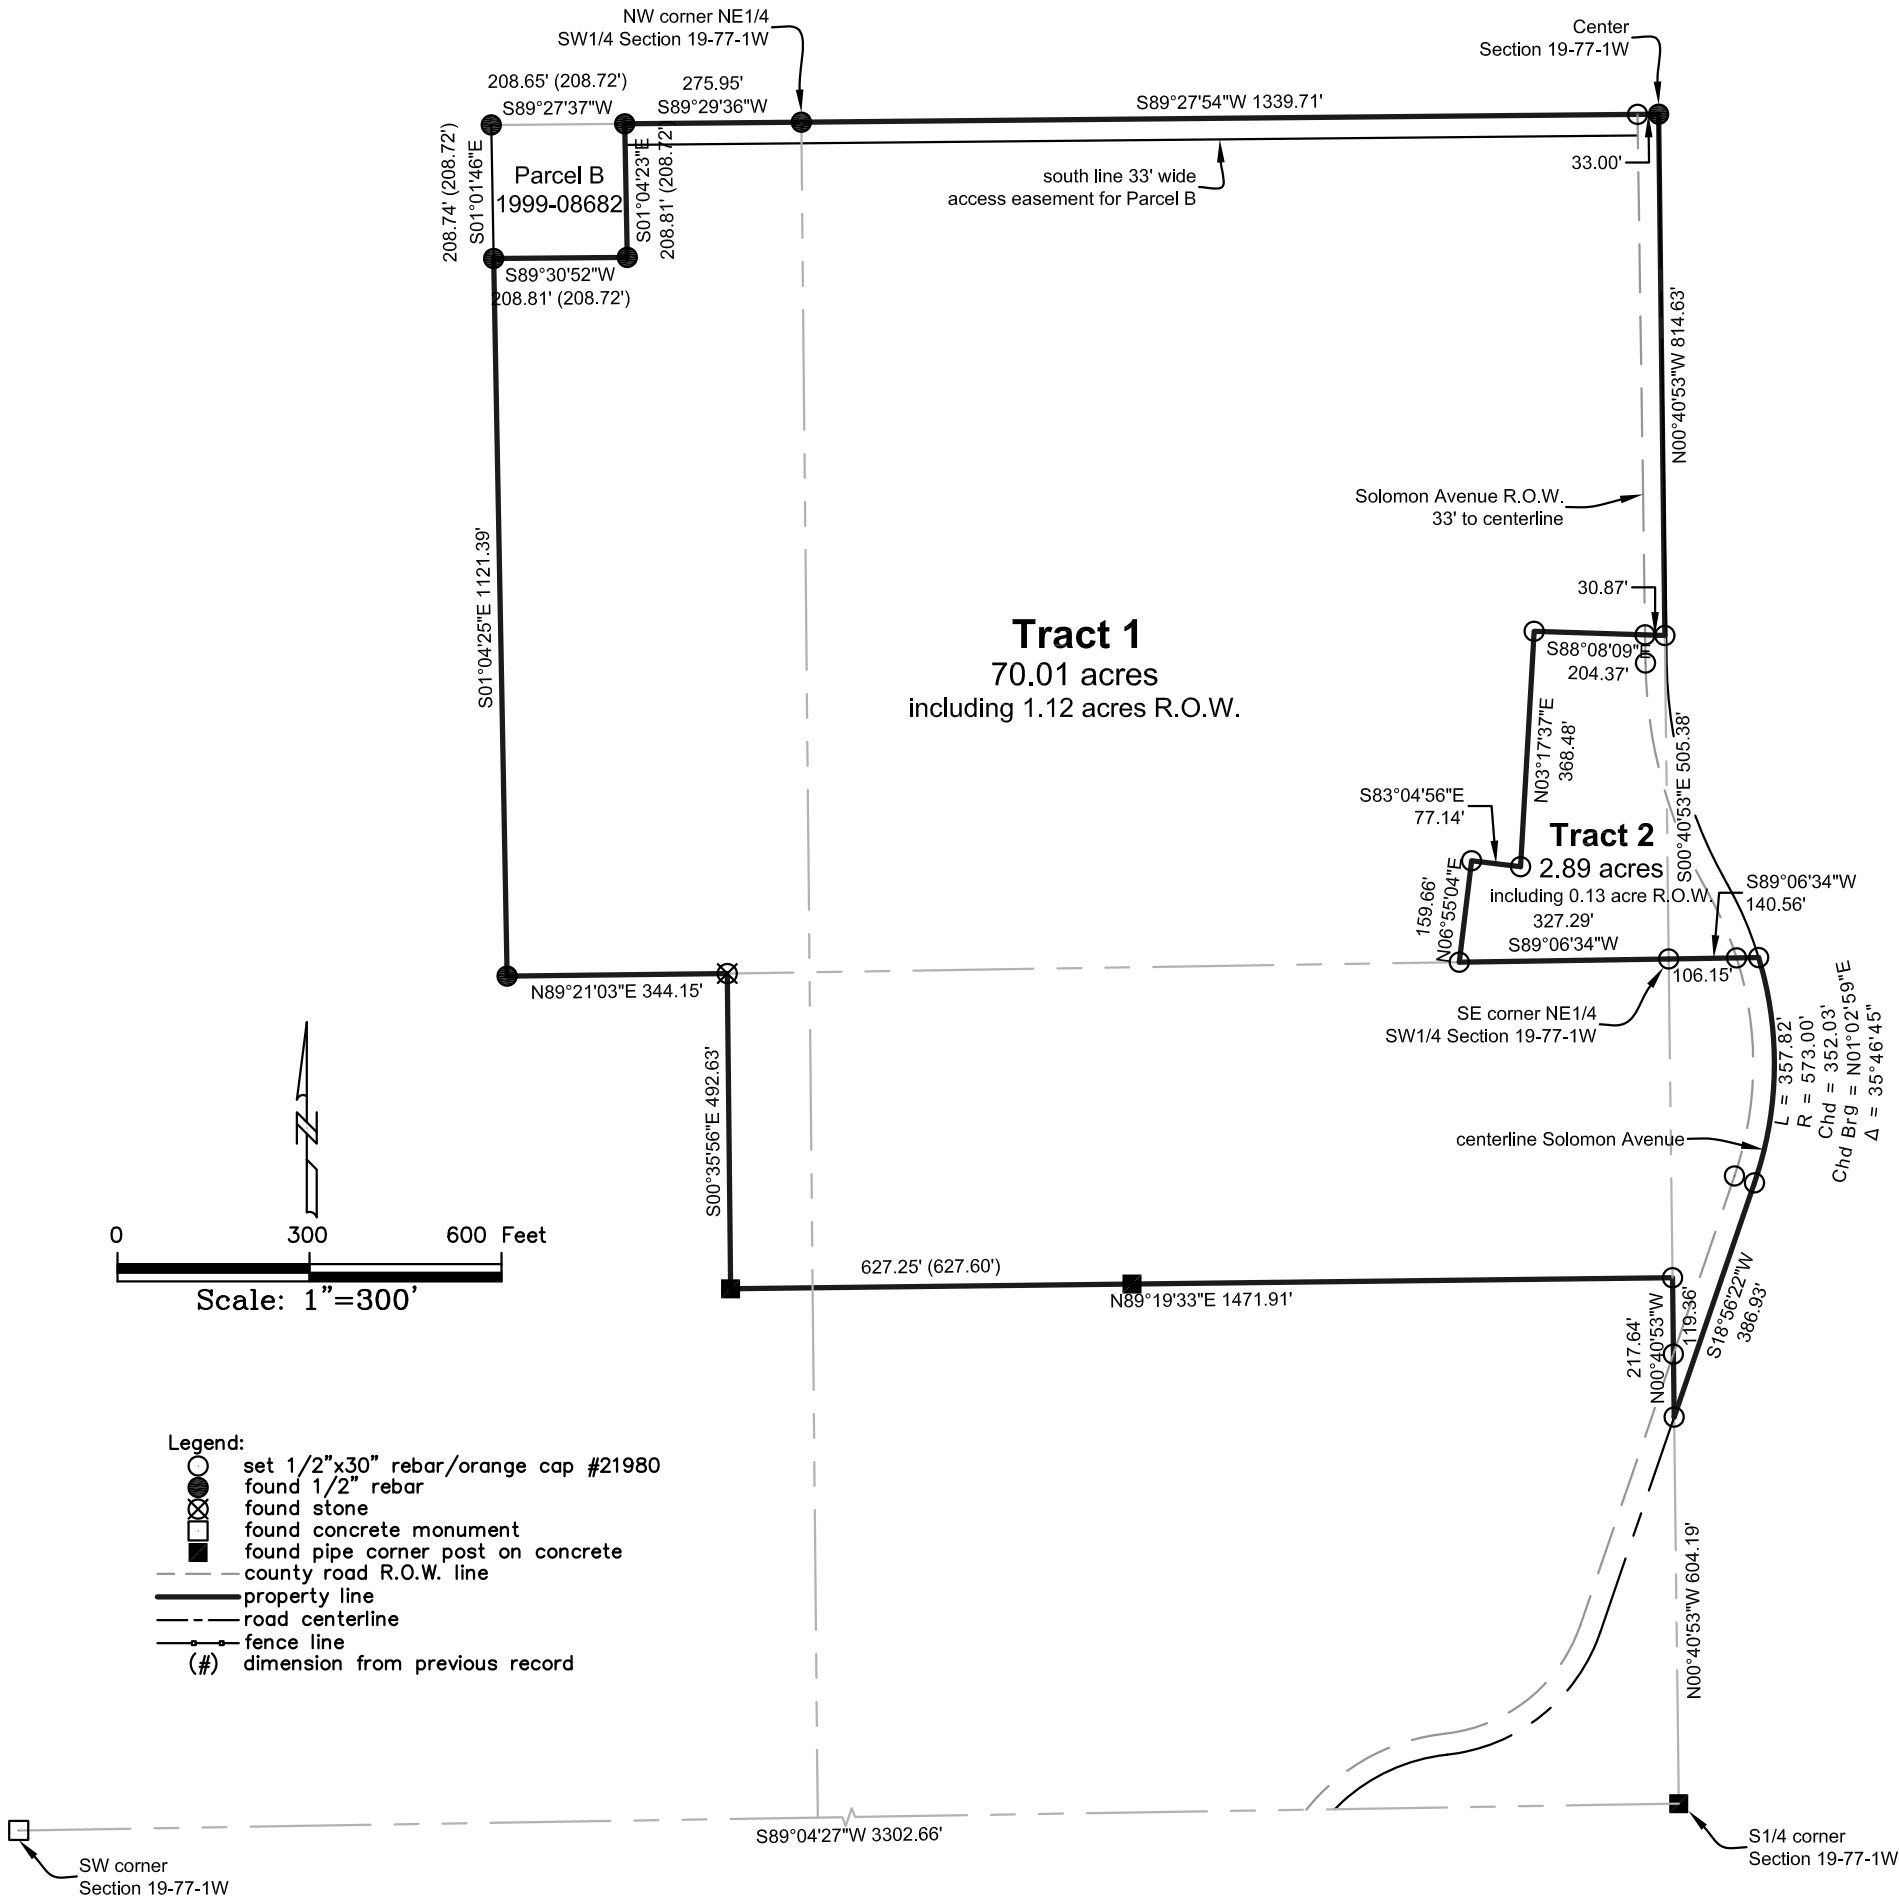 NW corner NE1/4
SW1/4 Section 19-77-1W
Center
Section 19-77-1W
208.65' (208.72')
S89°27'37"W
275.95'
S89°29'36"W
S89°27'54"W 1339.71'
33.00'
208.74' (208.72')
S01°01'46"E
Parcel B
1999-08682
S01°04'23"E
208.81' (208.72')
south line 33' wide
access easement for Parcel B
S89°30'52"W
208.81' (208.72')
N00°40'53"W 814.63'
Solomon Avenue R.O.W.
33' to centerline
S01°04'25"E 1121.39'
30.87'
Tract 1
70.01 acres
including 1.12 acres R.O.W.
S88°08'09"E
204.37'
N03°17'37"E
368.48'
S00°40'53"E 505.38'
S83°04'56"E
77.14'
Tract 2
2.89 acres
including 0.13 acre R.O.W.
327.29'
S89°06'34"W
S89°06'34"W
140.56'
159.66'
N06°55'04"E
106.15'
N89°21'03"E 344.15'
SE corner NE1/4
SW1/4 Section 19-77-1W
L = 357.82'
R = 573.00'
Chd = 352.03'
Chd Brg = N01°02'59"E
Δ = 35°46'45"
S00°35'56"E 492.63'
centerline Solomon Avenue
N
0 300 600 Feet
Scale: 1"=300'
627.25' (627.60')
N89°19'33"E 1471.91'
217.64'
N00°40'53"W
119.36'
S18°56'22"W
386.93'
Legend:
set 1/2"x30" rebar/orange cap #21980
found 1/2" rebar
found stone
found concrete monument
found pipe corner post on concrete
county road R.O.W. line
property line
road centerline
fence line
(#) dimension from previous record
N00°40'53"W 604.19'
S89°04'27"W 3302.66'
SW corner
Section 19-77-1W
S1/4 corner
Section 19-77-1W